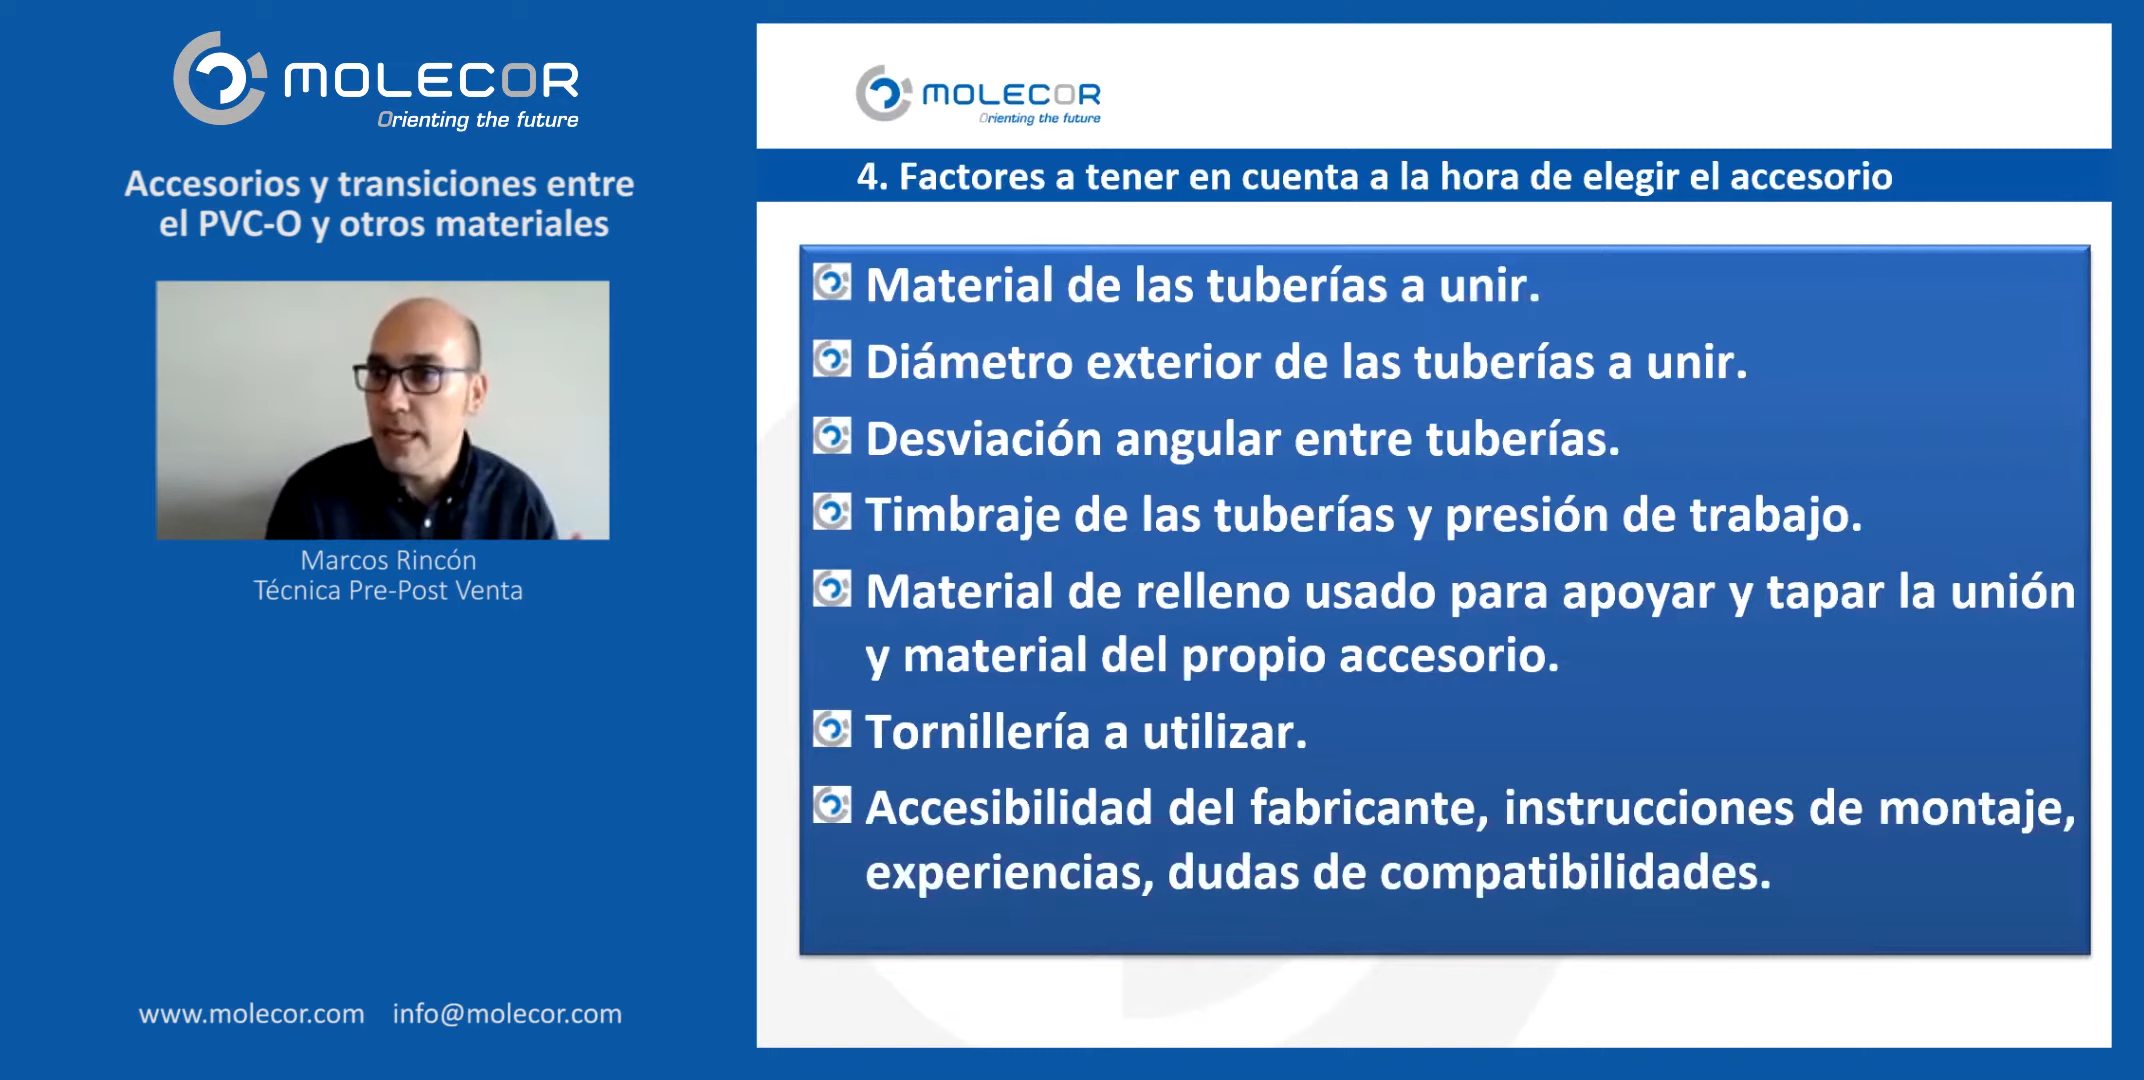 MOLECOR
Orienting the future
Accesorios y transiciones entre
el PVC-O y otros materiales
Marcos Rincón
Técnica Pre-Post Venta
www.molecor.com info@molecor.com
MOLECOR
Orienting the future
4. Factores a tener en cuenta a la hora de elegir el accesorio
Material de las tuberías a unir.
Diámetro exterior de las tuberías a unir.
Desviación angular entre tuberías.
Timbraje de las tuberías y presión de trabajo.
Material de relleno usado para apoyar y tapar la unión
y material del propio accesorio.
Tornillería a utilizar.
Accesibilidad del fabricante, instrucciones de montaje,
experiencias, dudas de compatibilidades.